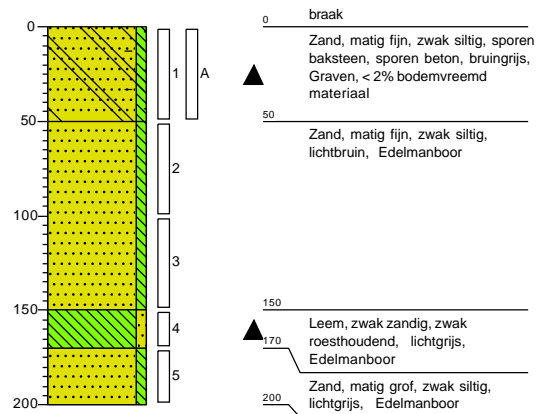 0
50
100
150
200
1
A
2
3
4
5
0
braak
Zand, matig fijn, zwak siltig, sporen
baksteen, sporen beton, bruingrijs,
Graven, < 2% bodemvreemd
materiaal
50
Zand, matig fijn, zwak siltig,
lichtbruin, Edelmanboor
150
Leem, zwak zandig, zwak
roesthoudend, lichtgrijs,
Edelmanboor
170
Zand, matig grof, zwak siltig,
lichtgrijs, Edelmanboor
200